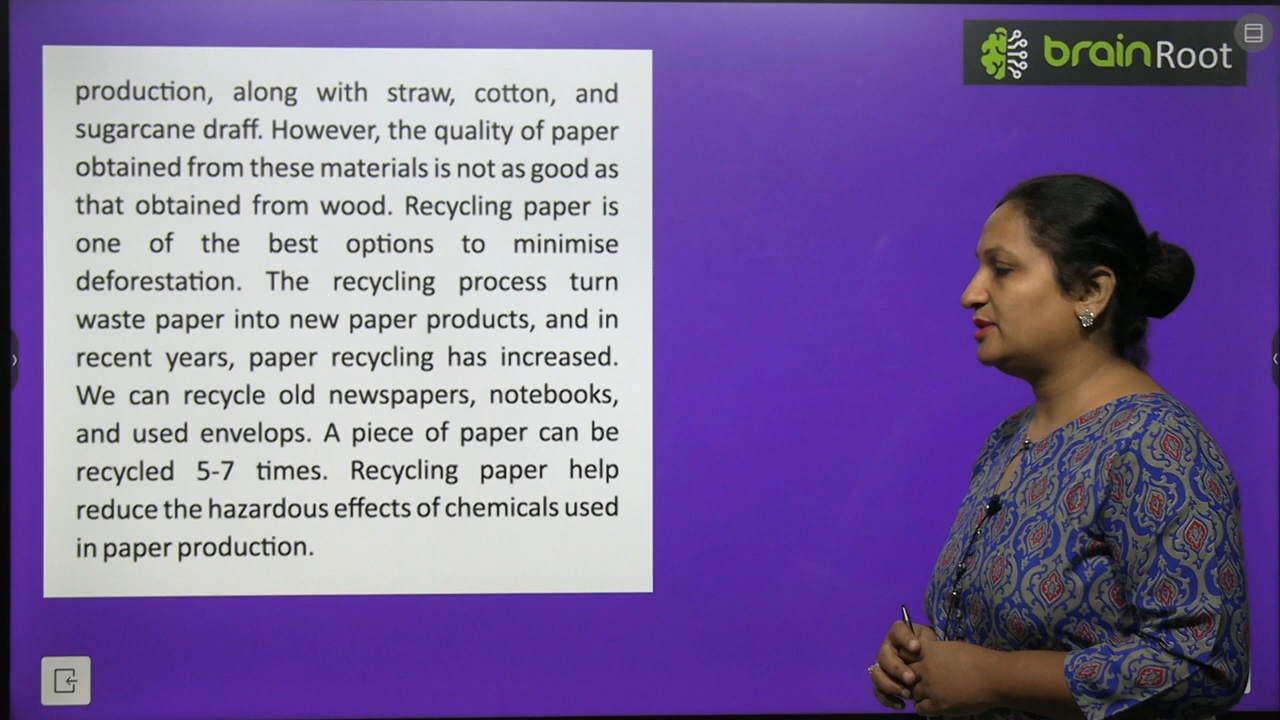 brainRoot
production, along with straw, cotton, and
sugarcane draff. However, the quality of paper
obtained from these materials is not as good as
that obtained from wood. Recycling paper is
one of the best options to minimise
deforestation. The recycling process turn
waste paper into new paper products, and in
recent years, paper recycling has increased.
We can recycle old newspapers, notebooks,
and used envelops. A piece of paper can be
recycled 5-7 times. Recycling paper help
reduce the hazardous effects of chemicals used
in paper production.